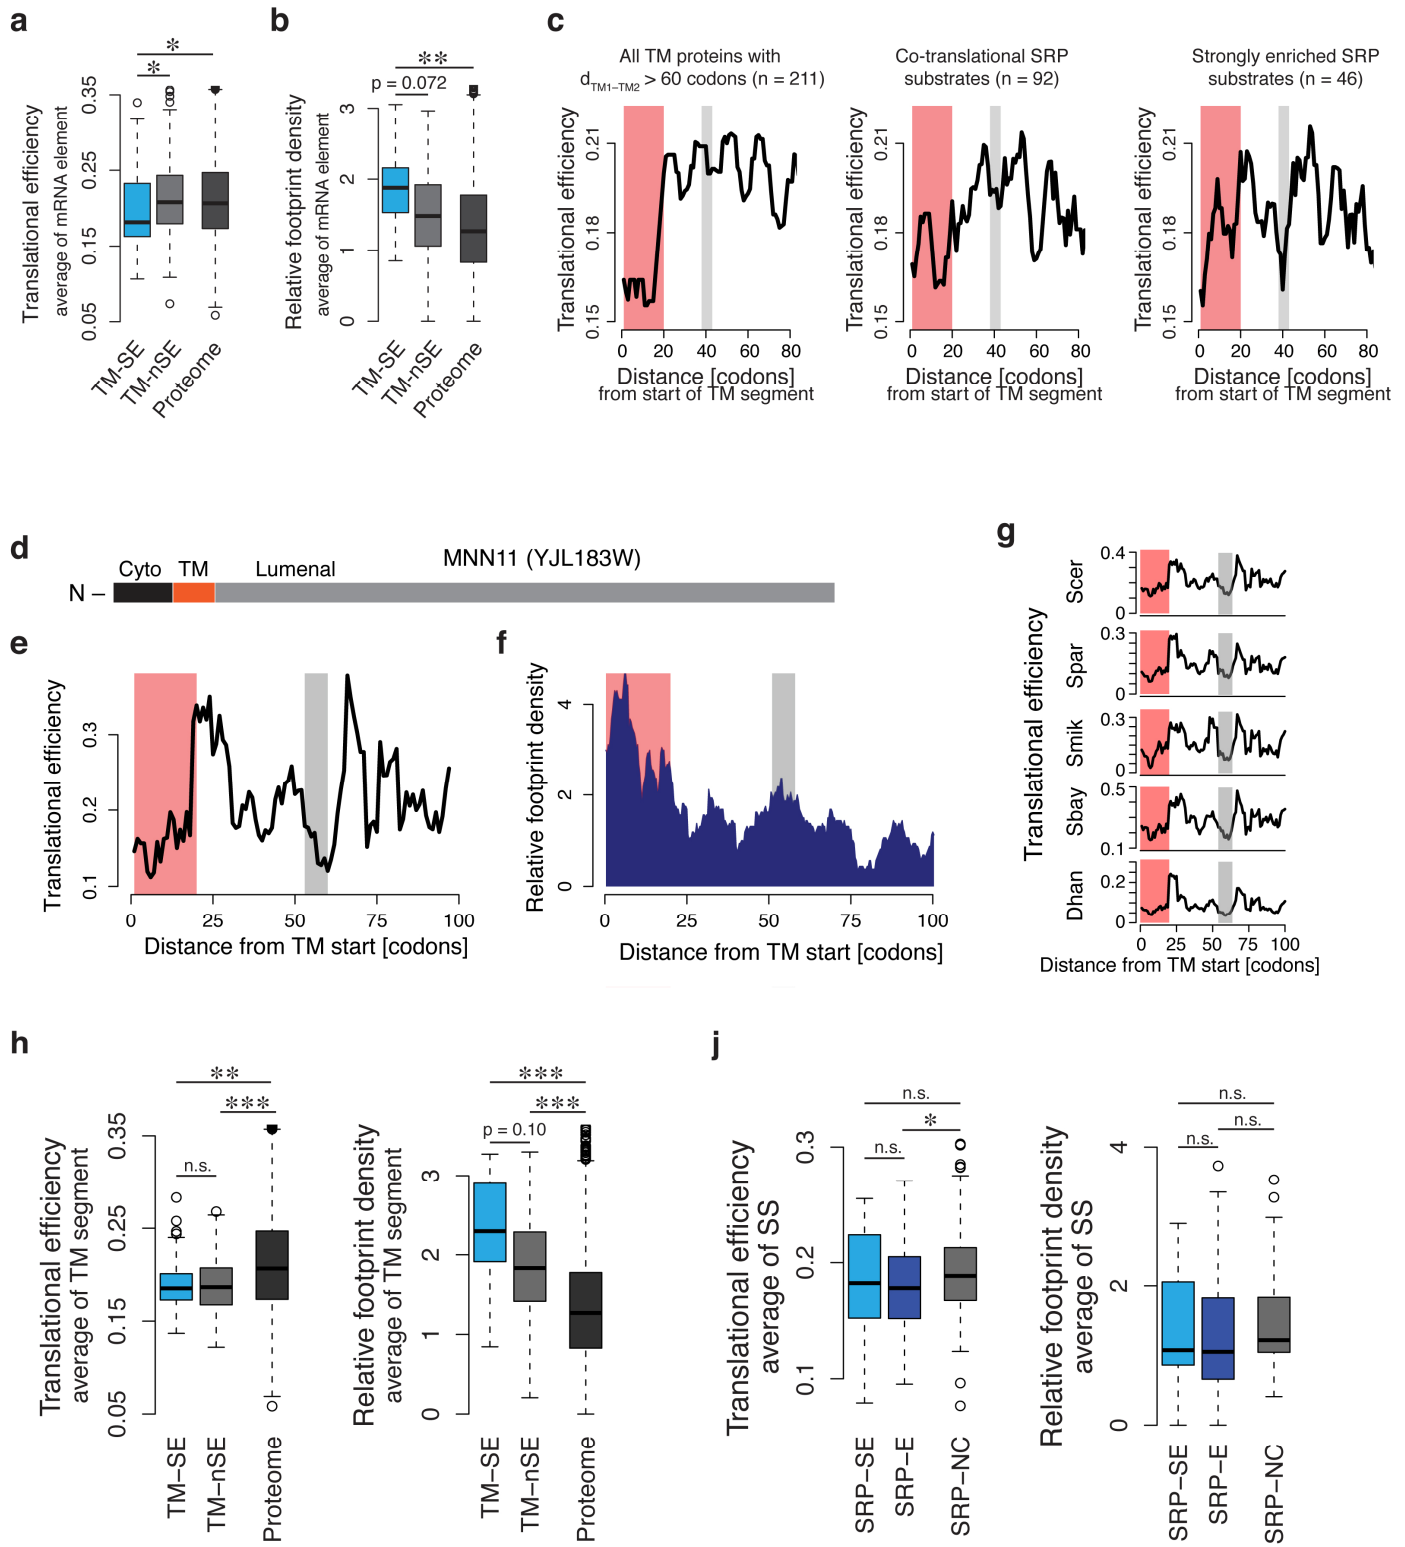 a
Translational efficiency
average of mRNA element
0.05
0.15
0.25
0.35
*
*
TM-SE
TM-nSE
Proteome
b
Relative footprint density
average of mRNA element
0
1
2
3
**
p = 0.072
TM-SE
TM-nSE
Proteome
c
All TM proteins with
dTM1–TM2 > 60 codons (n = 211)
Translational efficiency
0.15
0.18
0.21
0 20 40 60 80
Distance [codons]
from start of TM segment
Co-translational SRP
substrates (n = 92)
Translational efficiency
0.15
0.18
0.21
0 20 40 60 80
Distance [codons]
from start of TM segment
Strongly enriched SRP
substrates (n = 46)
Translational efficiency
0.15
0.18
0.21
0 20 40 60 80
Distance [codons]
from start of TM segment
d
MNN11 (YJL183W)
Cyto TM Lumenal
N –
e
Translational efficiency
0.1
0.2
0.3
0 25 50 75 100
Distance from TM start [codons]
f
Relative footprint density
0
2
4
0 25 50 75 100
Distance from TM start [codons]
g
Translational efficiency
Scer
0.4
0
Spar
0.3
0
Smik
0.3
0
Sbay
0.5
0.1
Dhan
0.2
0
0 25 50 75 100
Distance from TM start [codons]
h
Translational efficiency
average of TM segment
0.05
0.15
0.25
0.35
**
***
n.s.
TM–SE
TM–nSE
Proteome
Relative footprint density
average of TM segment
0
1
2
3
***
***
p = 0.10
TM–SE
TM–nSE
Proteome
j
Translational efficiency
average of SS
0.1
0.2
0.3
n.s.
*
n.s.
SRP–SE
SRP–E
SRP–NC
Relative footprint density
average of SS
0
2
4
n.s.
n.s.
n.s.
SRP–SE
SRP–E
SRP–NC